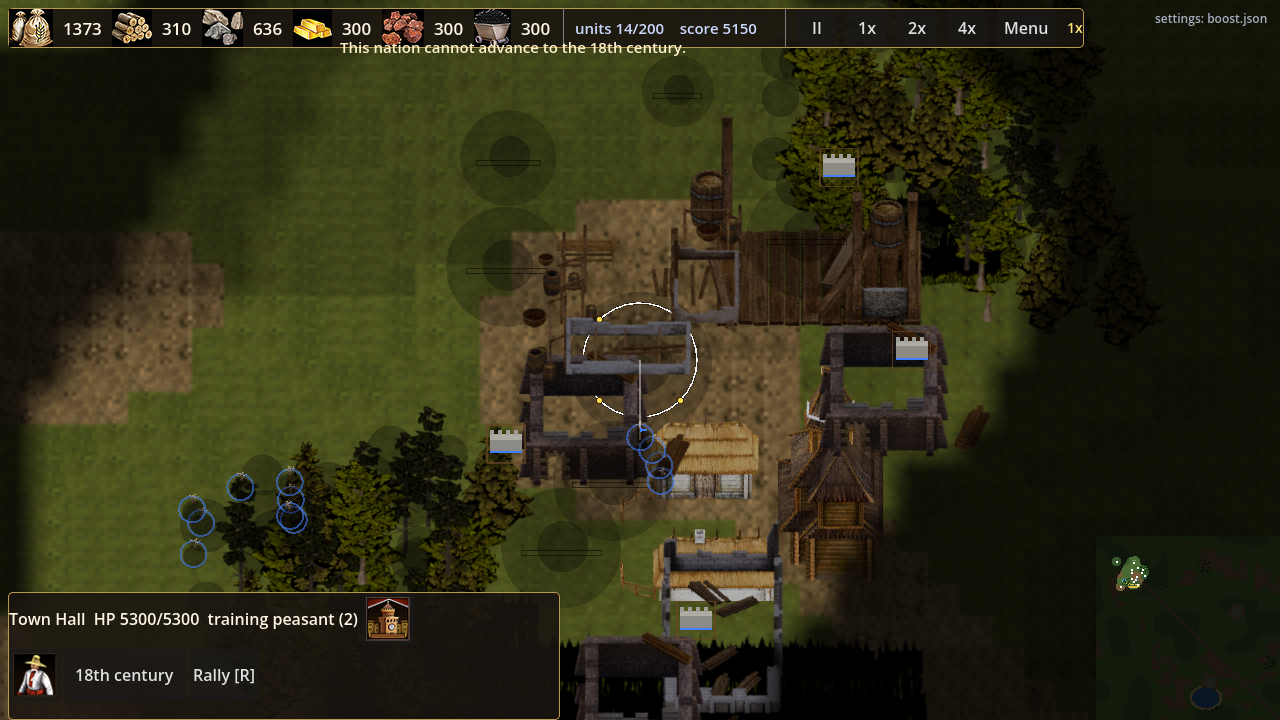 1373 310 636 300 300 300 units 14/200 score 5150 II 1x 2x 4x Menu 1x
settings: boost.json
This nation cannot advance to the 18th century.
Town Hall HP 5300/5300 training peasant (2)
18th century Rally [R]